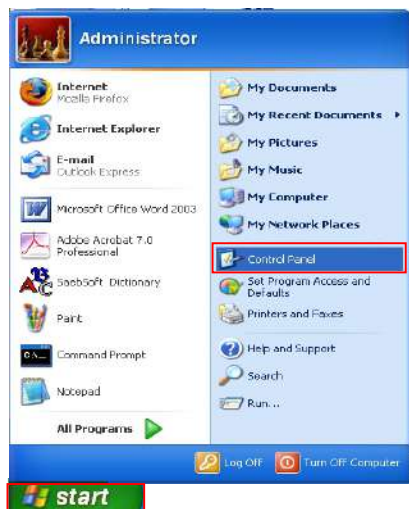 Administrator
Internet
Mozilla Firefox
Internet Explorer
E-mail
Outlook Express
Microsoft Office Word 2003
Adobe Acrobat 7.0
Professional
SaebSoft Dictionary
Paint
Command Prompt
Notepad
All Programs
My Documents
My Recent Documents
My Pictures
My Music
My Computer
My Network Places
Control Panel
Set Program Access and
Defaults
Printers and Faxes
Help and Support
Search
Run...
Log Off
Turn Off Computer
start